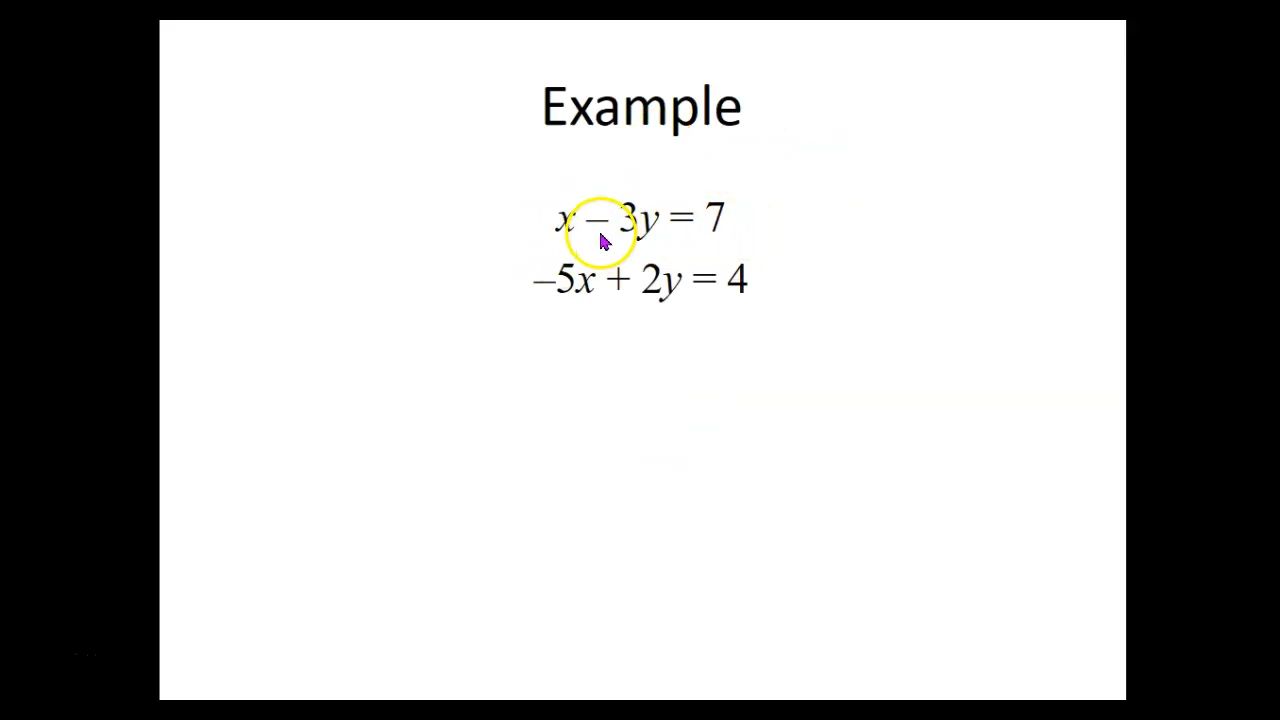 Example
x – 3y = 7
–5x + 2y = 4